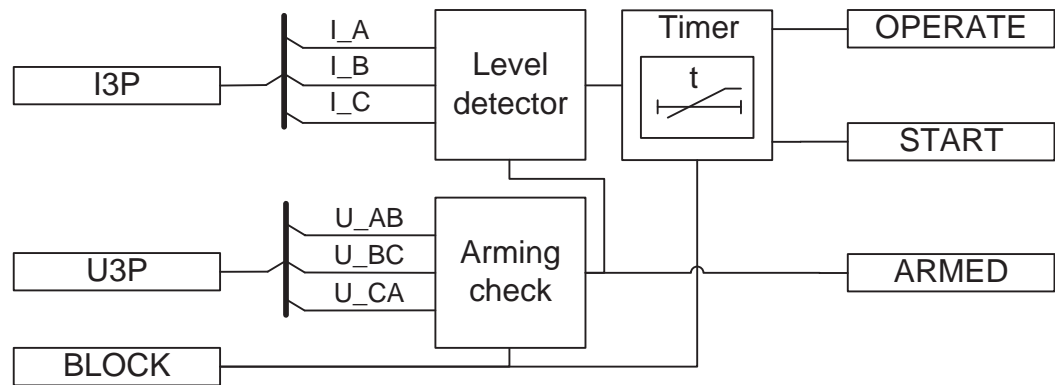 I3P
I_A
I_B
I_C
Level
detector
Timer
t
OPERATE
START
U3P
U_AB
U_BC
U_CA
Arming
check
ARMED
BLOCK